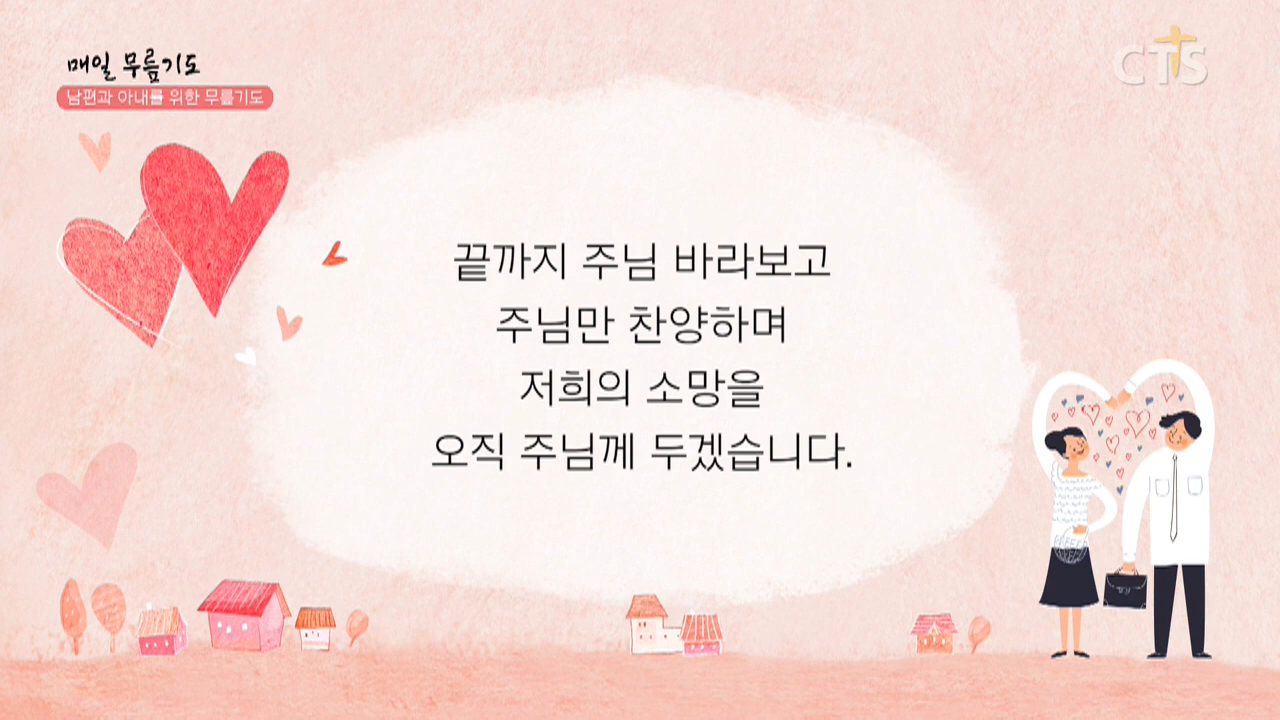 매일 무릎기도
남편과 아내를 위한 무릎기도
CTS
끝까지 주님 바라보고
주님만 찬양하며
저희의 소망을
오직 주님께 두겠습니다.